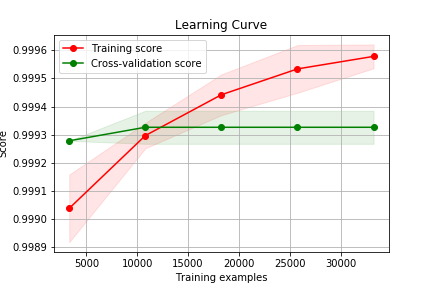 Learning Curve
Training score
Cross-validation score
0.9996
0.9995
0.9994
0.9993
0.9992
0.9991
0.9990
0.9989
Score
5000 10000 15000 20000 25000 30000
Training examples